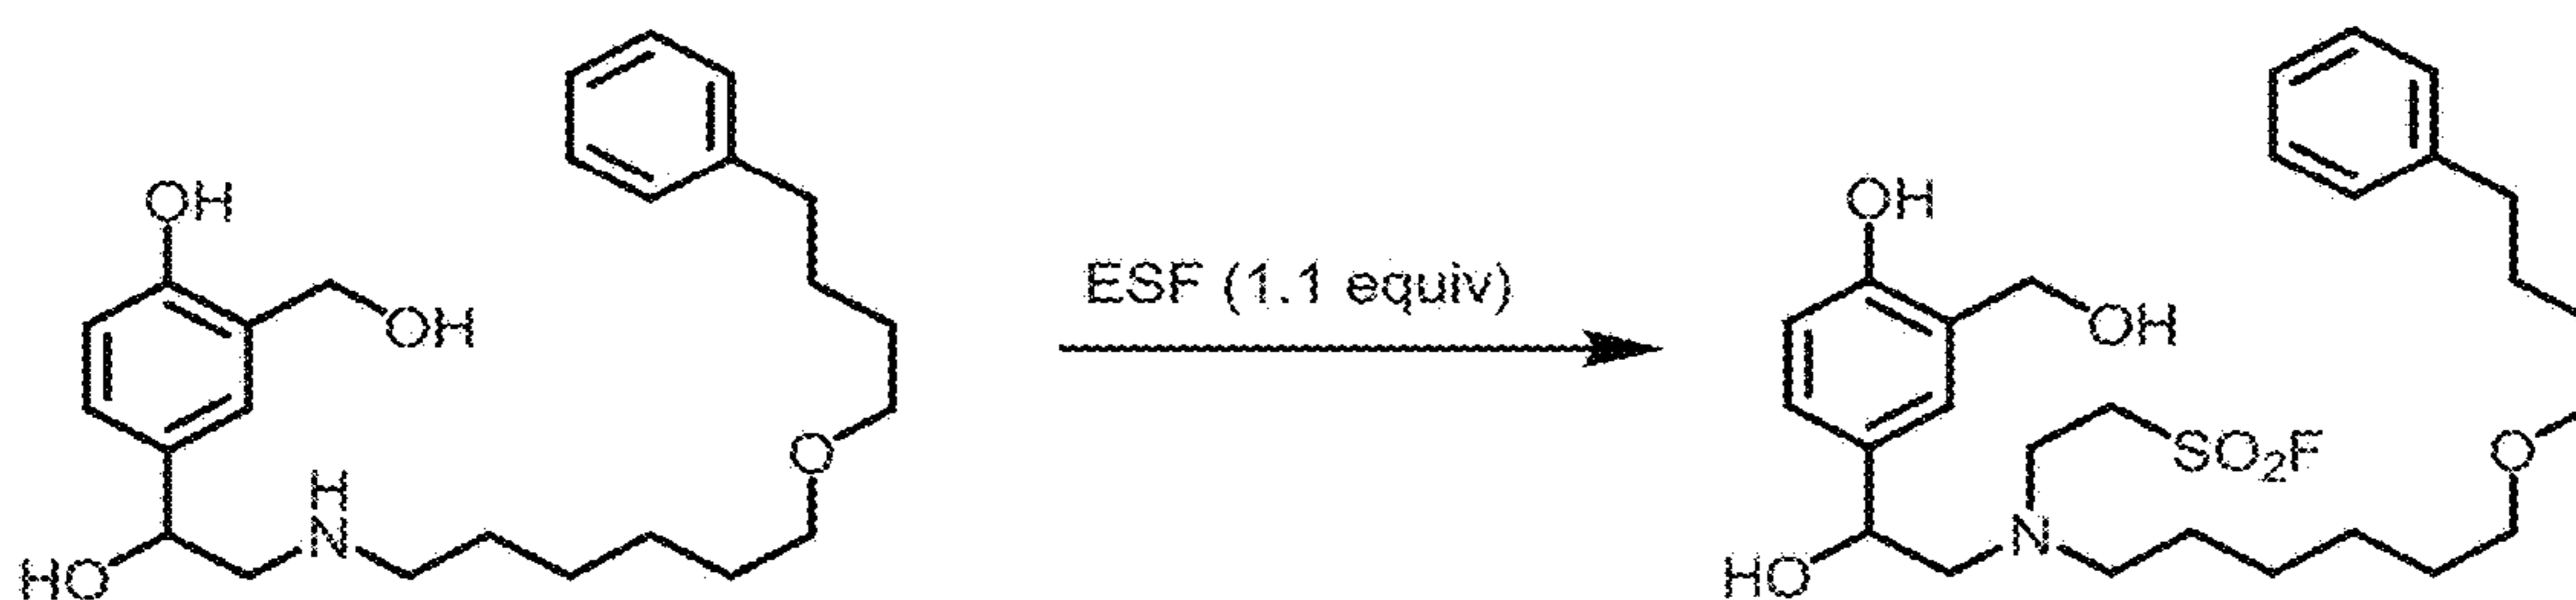 OH
OH
HO
H
N
O
ESF (1.1 equiv)
OH
OH
SO2F
HO
N
O